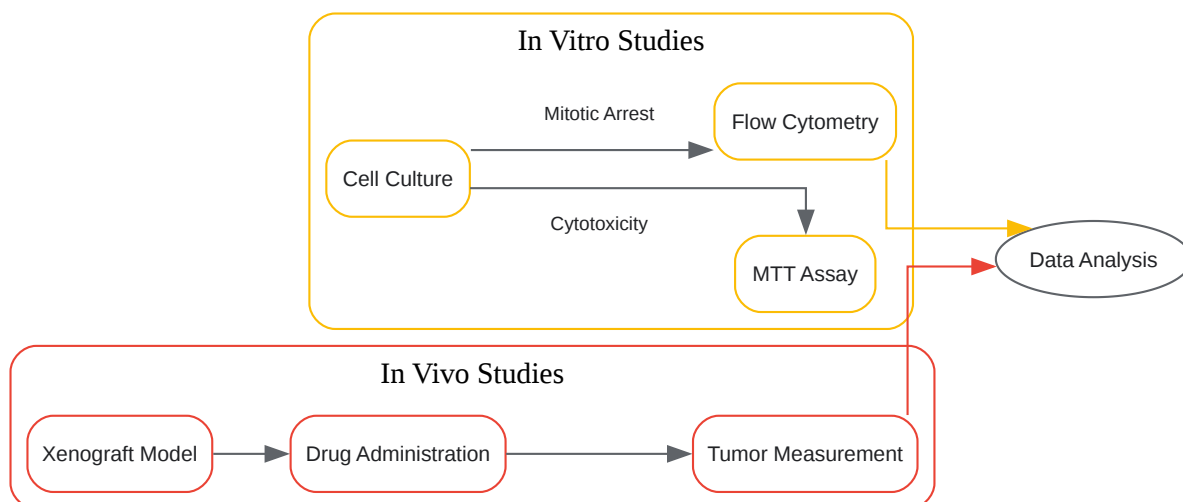 In Vitro Studies
Mitotic Arrest
Flow Cytometry
Cell Culture
Cytotoxicity
MTT Assay
Data Analysis
In Vivo Studies
Xenograft Model
Drug Administration
Tumor Measurement